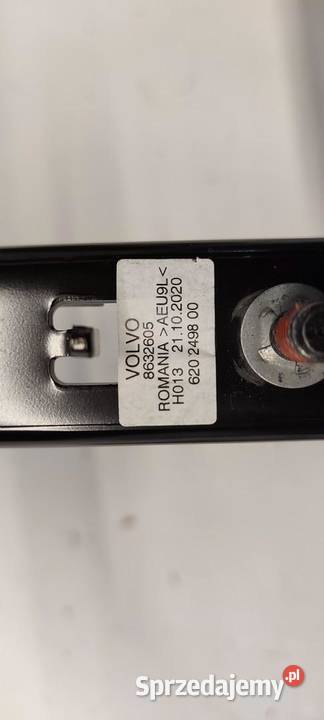 VOLVO
8632605
ROMANIA >AEU9L<
H013 21.10.2020
620 2498 00
Sprzedajemy.pl